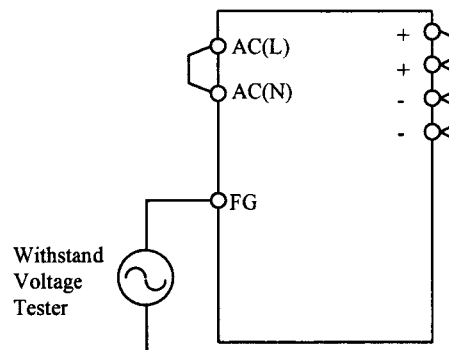 AC(L)
AC(N)
FG
+
+
-
-
Withstand
Voltage
Tester